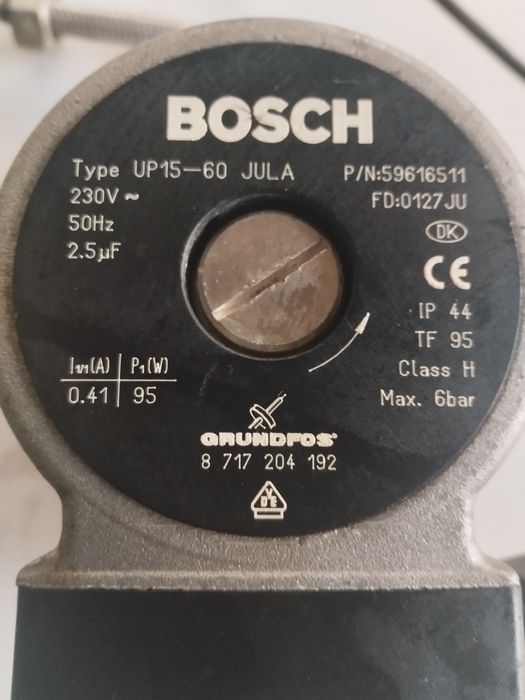 BOSCH
Type UP15-60 JULA
P/N:59616511
230V ~
FD:0127JU
50Hz
DK
2.5µF
CE
IP 44
TF 95
I1/1(A) P1(W)
Class H
0.41 95
Max. 6bar
GRUNDFOS
8 717 204 192
VDE